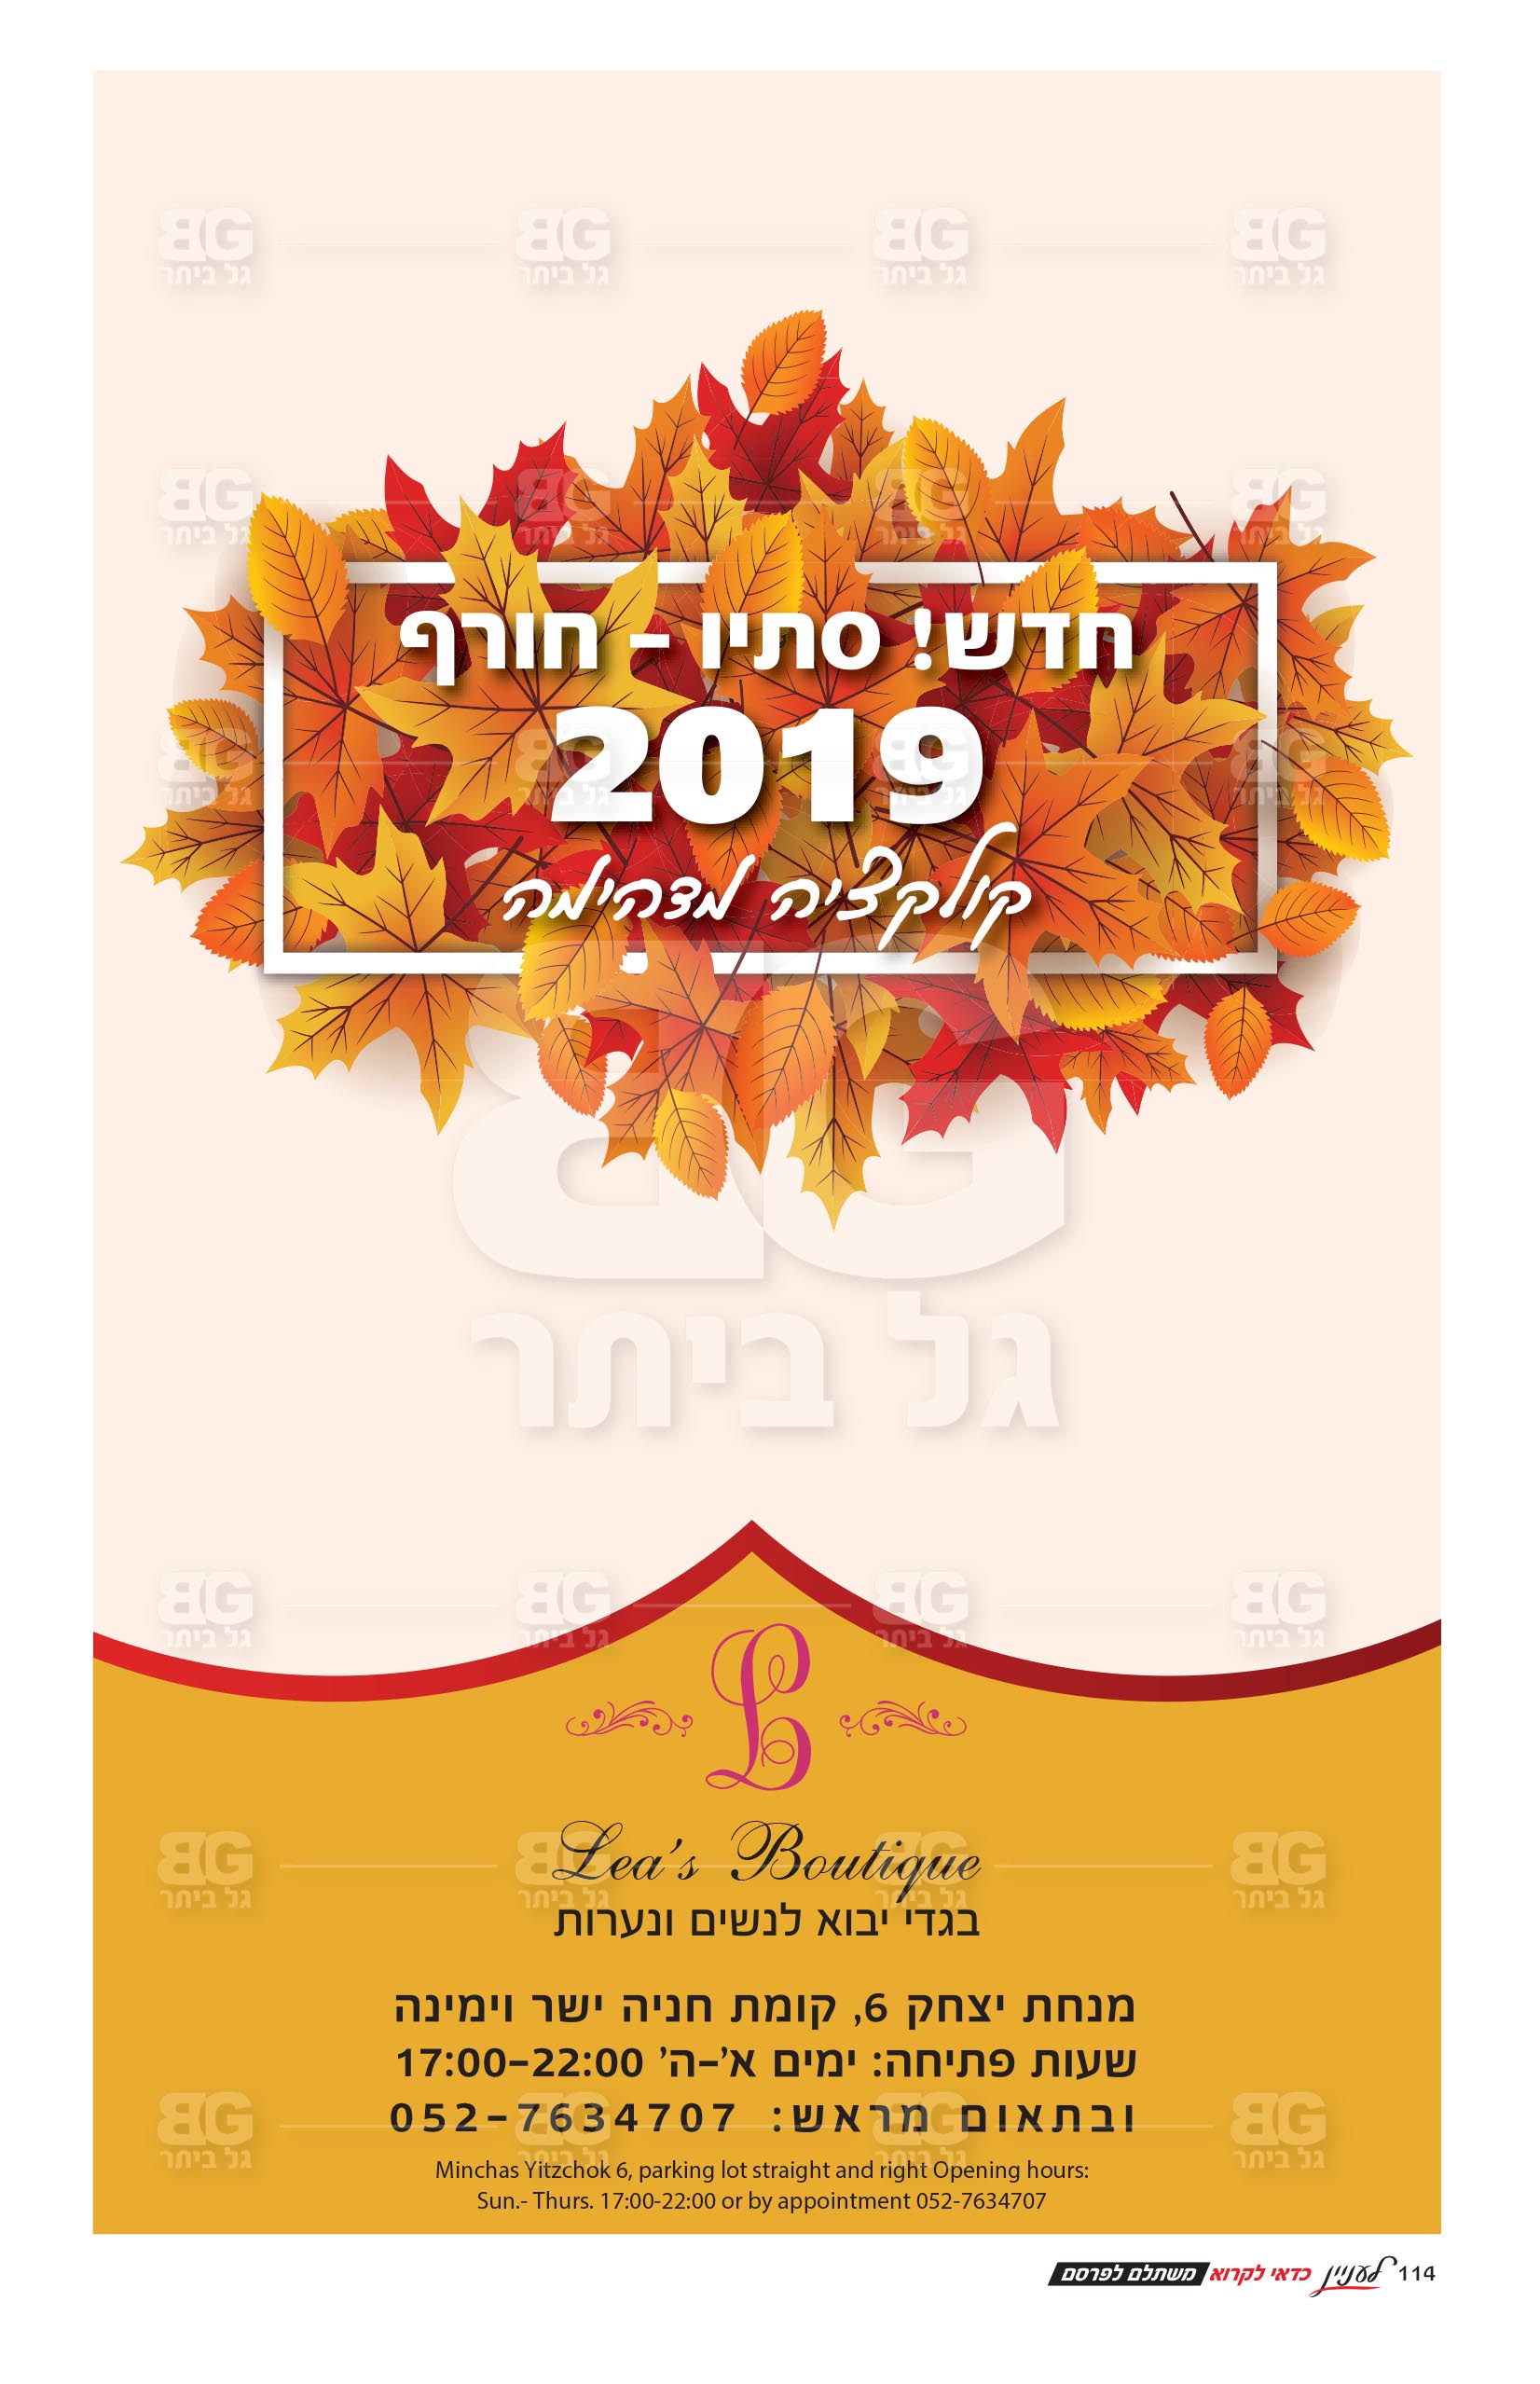 חדש! סתיו - חורף
2019
קולקציה מדהימה
BG
גל ביתר
Lea's Boutique
בגדי יבוא לנשים ונערות
מנחת יצחק 6, קומת חניה ישר וימינה
שעות פתיחה: ימים א'-ה' 17:00-22:00
ובתאום מראש: 052-7634707
Minchas Yitzchok 6, parking lot straight and right Opening hours:
Sun.- Thurs. 17:00-22:00 or by appointment 052-7634707
114 לעניין כדאי לקרוא משתלם לפרסם